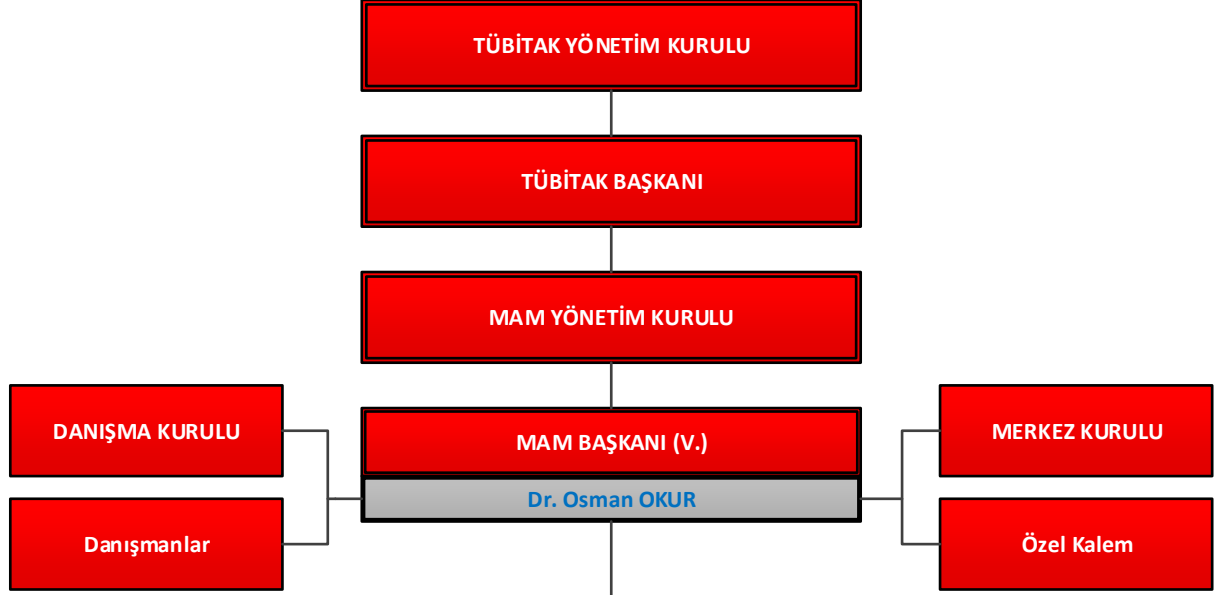 TÜBİTAK YÖNETİM KURULU
TÜBİTAK BAŞKANI
MAM YÖNETİM KURULU
DANIŞMA KURULU
MAM BAŞKANI (V.)
MERKEZ KURULU
Dr. Osman OKUR
Danışmanlar
Özel Kalem